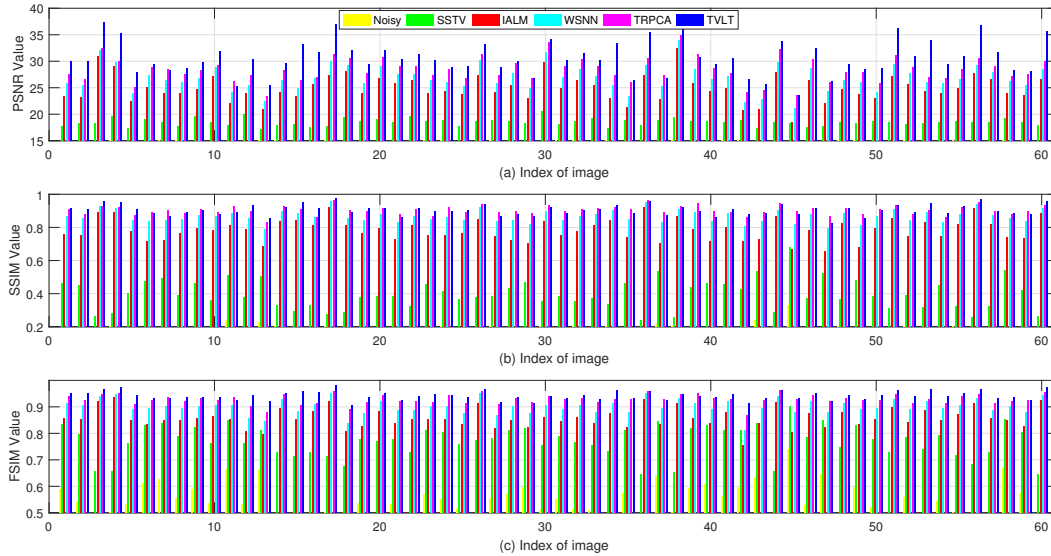 Noisy SSTV IALM WSNN TRPCA TVLT
PSNR Value
40
35
30
25
20
15
0 10 20 30 40 50 60
(a) Index of image
SSIM Value
1
0.8
0.6
0.4
0.2
0 10 20 30 40 50 60
(b) Index of image
FSIM Value
0.9
0.8
0.7
0.6
0.5
0 10 20 30 40 50 60
(c) Index of image